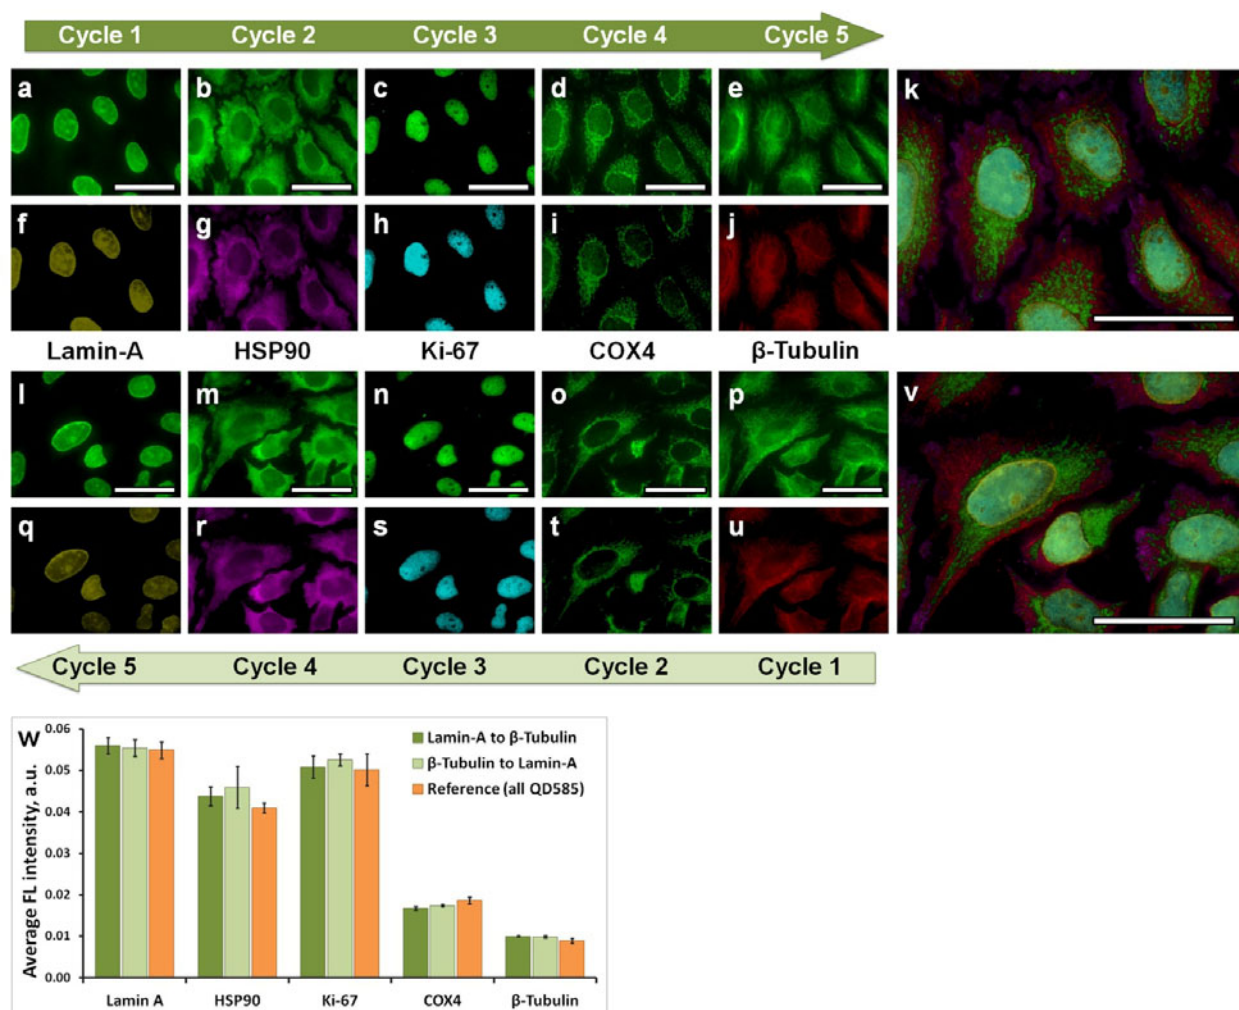 Cycle 1 Cycle 2 Cycle 3 Cycle 4 Cycle 5
a b c d e k
f g h i j
Lamin-A HSP90 Ki-67 COX4 β-Tubulin
l m n o p v
q r s t u
Cycle 5 Cycle 4 Cycle 3 Cycle 2 Cycle 1
w
Average FL intensity, a.u.
0.06
0.05
0.04
0.03
0.02
0.01
0.00
Lamin-A to β-Tubulin
β-Tubulin to Lamin-A
Reference (all QD585)
Lamin A HSP90 Ki-67 COX4 β-Tubulin